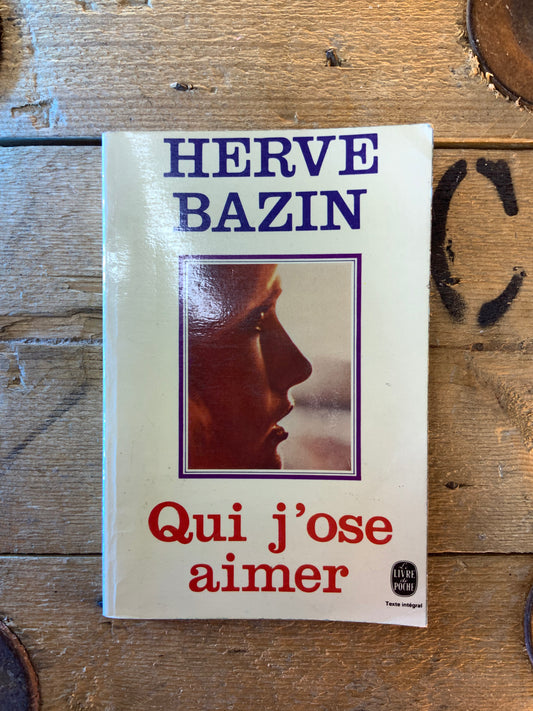 HERVE
BAZIN
Qui j'ose
aimer
Le
LIVRE
de
POCHE
Texte intégral
C